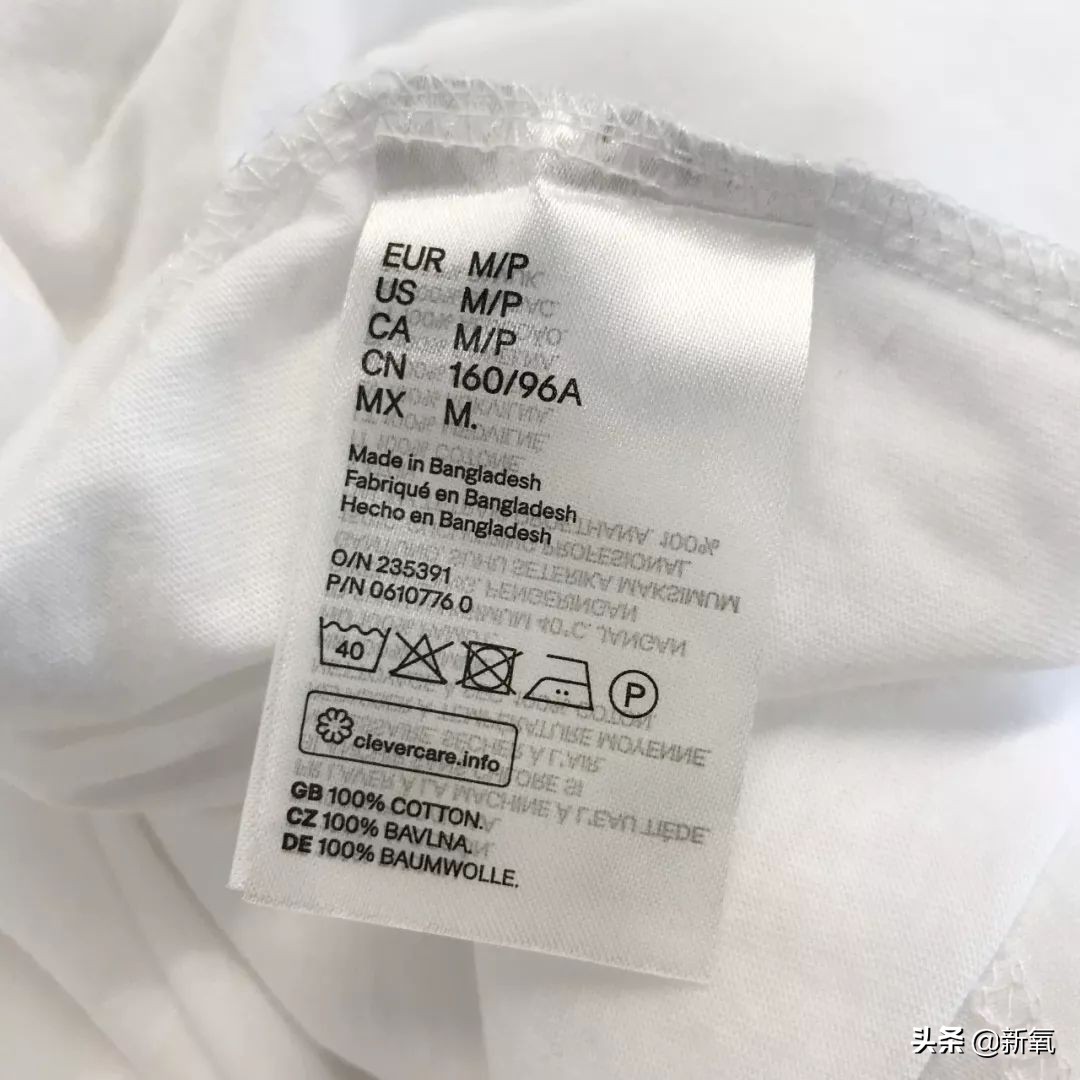 EUR M/P
US M/P
CA M/P
CN 160/96A
MX M.
Made in Bangladesh
Fabriqué en Bangladesh
Hecho en Bangladesh
O/N 235391
P/N 0610776 0
40 P
clevercare.info
GB 100% COTTON.
CZ 100% BAVLNA.
DE 100% BAUMWOLLE.
头条 @新氧